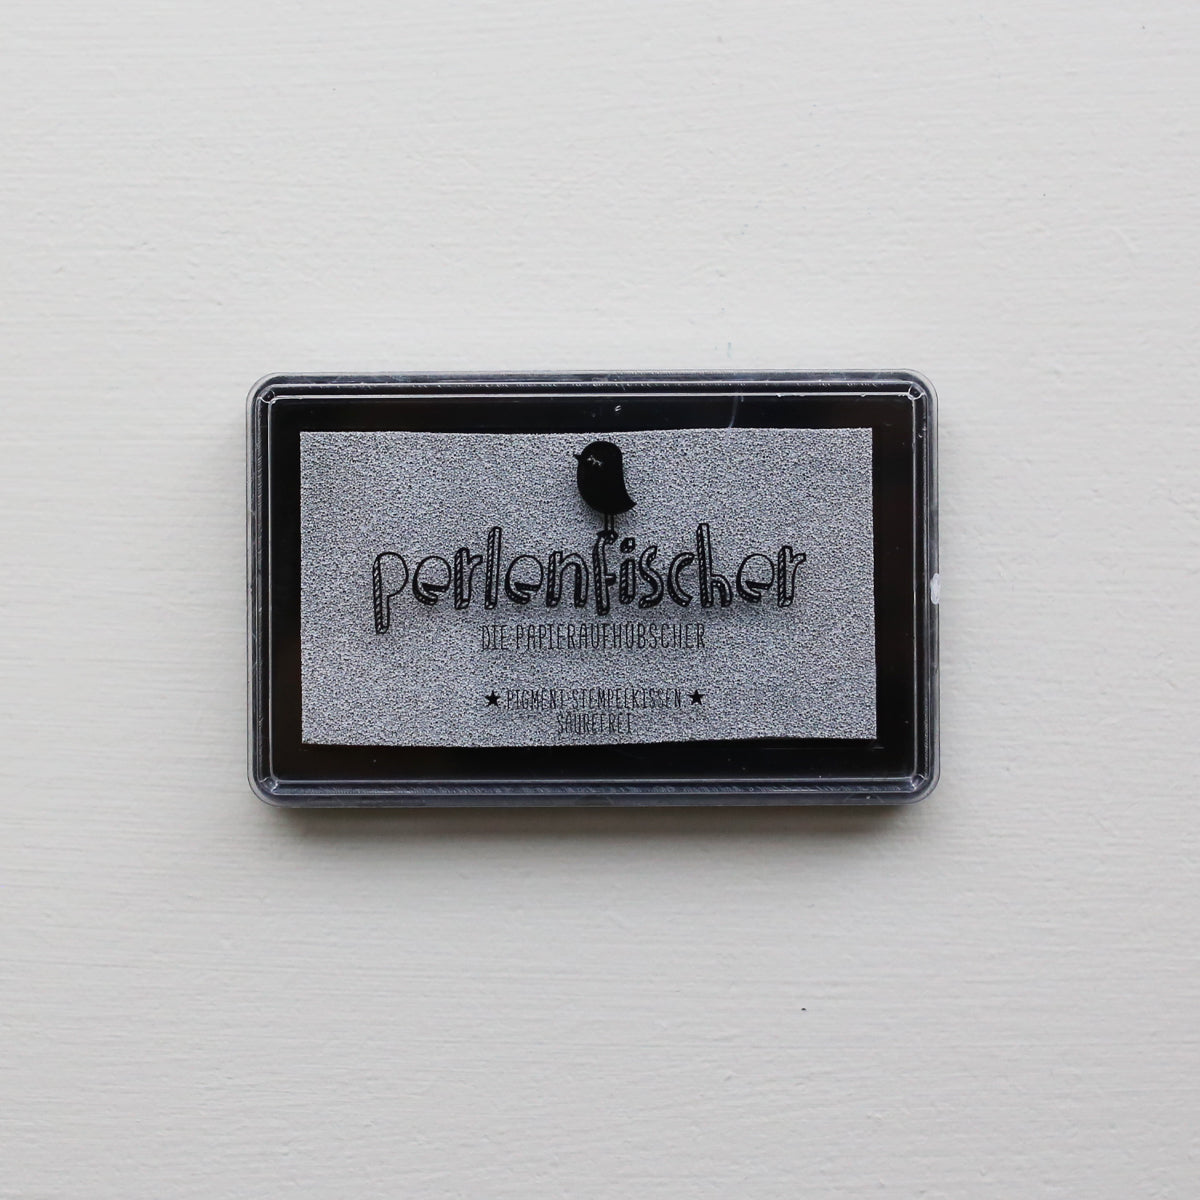 perlenfischer
DIE PAPIERAUFHÜBSCHER
★ PIGMENT STEMPELKISSEN ★
SÄUREFREI